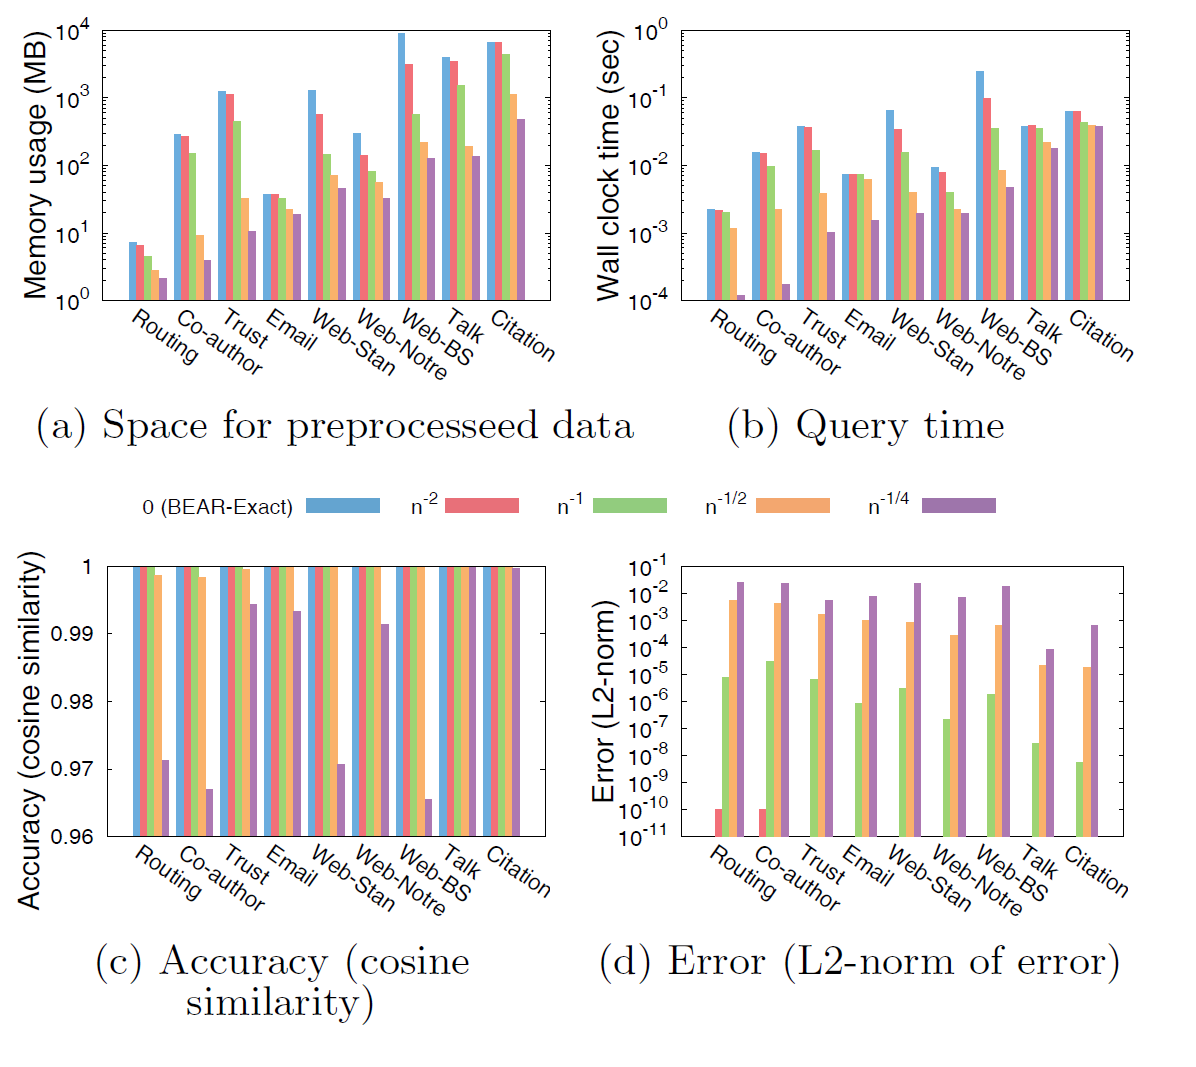 Memory usage (MB)
10^4
10^3
10^2
10^1
10^0
Routing
Co-author
Trust
Email
Web-Stan
Web-Notre
Web-BS
Talk
Citation
(a) Space for preprocesseed data
Wall clock time (sec)
10^0
10^-1
10^-2
10^-3
10^-4
Routing
Co-author
Trust
Email
Web-Stan
Web-Notre
Web-BS
Talk
Citation
(b) Query time
0 (BEAR-Exact)
n^-2
n^-1
n^-1/2
n^-1/4
Accuracy (cosine similarity)
1
0.99
0.98
0.97
0.96
Routing
Co-author
Trust
Email
Web-Stan
Web-Notre
Web-BS
Talk
Citation
(c) Accuracy (cosine
similarity)
Error (L2-norm)
10^-1
10^-2
10^-3
10^-4
10^-5
10^-6
10^-7
10^-8
10^-9
10^-10
10^-11
Routing
Co-author
Trust
Email
Web-Stan
Web-Notre
Web-BS
Talk
Citation
(d) Error (L2-norm of error)